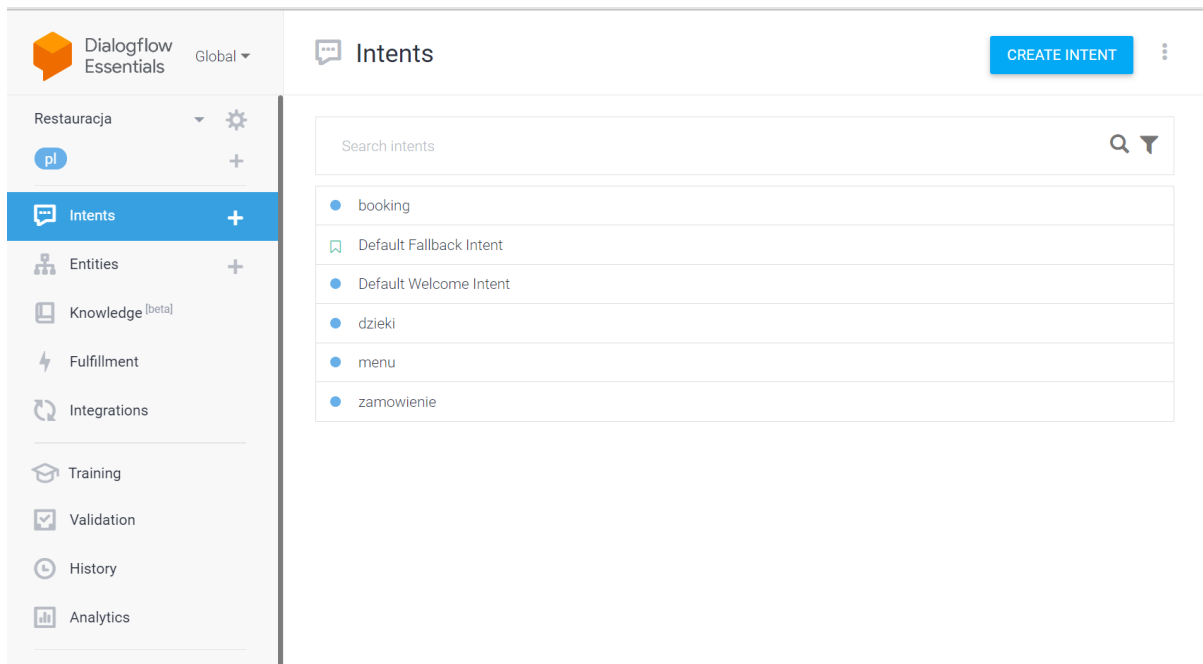 Dialogflow
Essentials
Global
Intents
CREATE INTENT
Restauracja
pl
Search intents
Intents
booking
Default Fallback Intent
Entities
Default Welcome Intent
Knowledge [beta]
dzieki
Fulfillment
menu
Integrations
zamowienie
Training
Validation
History
Analytics